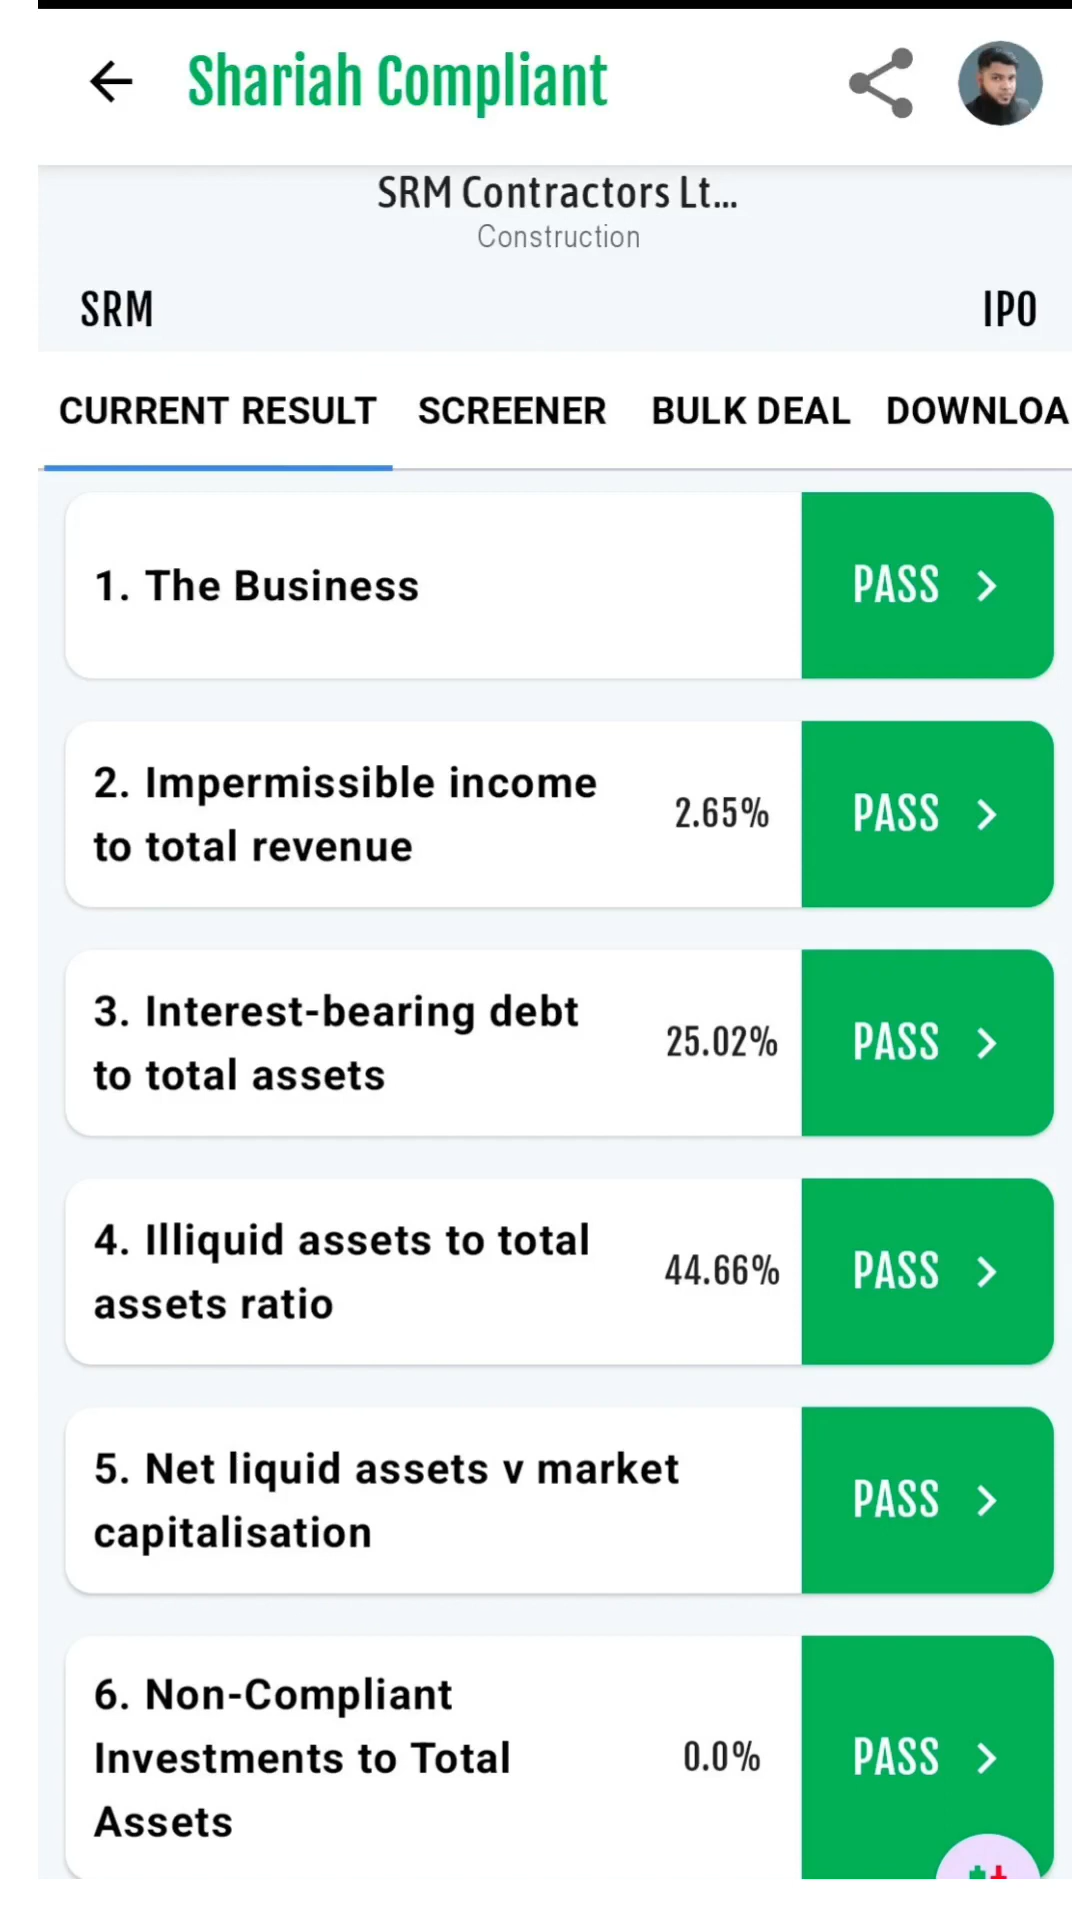 Shariah Compliant
SRM Contractors Lt...
Construction
SRM
IPO
CURRENT RESULT
SCREENER
BULK DEAL
DOWNLOA
1. The Business
PASS
2. Impermissible income
to total revenue
2.65%
PASS
3. Interest-bearing debt
to total assets
25.02%
PASS
4. Illiquid assets to total
assets ratio
44.66%
PASS
5. Net liquid assets v market
capitalisation
PASS
6. Non-Compliant
Investments to Total
Assets
0.0%
PASS